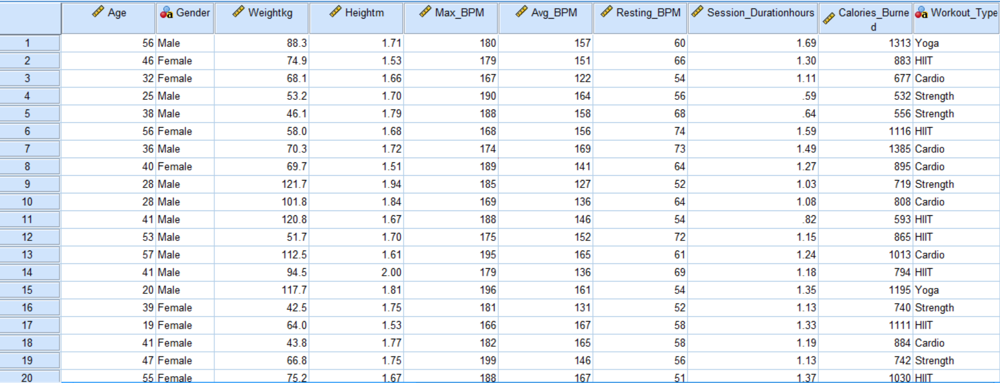 Age Gender Weightkg Heightm Max_BPM Avg_BPM Resting_BPM Session_Durationhours Calories_Burned Workout_Type
1 56 Male 88.3 1.71 180 157 60 1.69 1313 Yoga
2 46 Female 74.9 1.53 179 151 66 1.30 883 HIIT
3 32 Female 68.1 1.66 167 122 54 1.11 677 Cardio
4 25 Male 53.2 1.70 190 164 56 .59 532 Strength
5 38 Male 46.1 1.79 188 158 68 .64 556 Strength
6 56 Female 58.0 1.68 168 156 74 1.59 1116 HIIT
7 36 Male 70.3 1.72 174 169 73 1.49 1385 Cardio
8 40 Female 69.7 1.51 189 141 64 1.27 895 Cardio
9 28 Male 121.7 1.94 185 127 52 1.03 719 Strength
10 28 Male 101.8 1.84 169 136 64 1.08 808 Cardio
11 41 Male 120.8 1.67 188 146 54 .82 593 HIIT
12 53 Male 51.7 1.70 175 152 72 1.15 865 HIIT
13 57 Male 112.5 1.61 195 165 61 1.24 1013 Cardio
14 41 Male 94.5 2.00 179 136 69 1.18 794 HIIT
15 20 Male 117.7 1.81 196 161 54 1.35 1195 Yoga
16 39 Female 42.5 1.75 181 131 52 1.13 740 Strength
17 19 Female 64.0 1.53 166 167 58 1.33 1111 HIIT
18 41 Female 43.8 1.77 182 165 58 1.19 884 Cardio
19 47 Female 66.8 1.75 199 146 56 1.13 742 Strength
20 55 Female 75.2 1.67 188 167 51 1.37 1030 HIIT